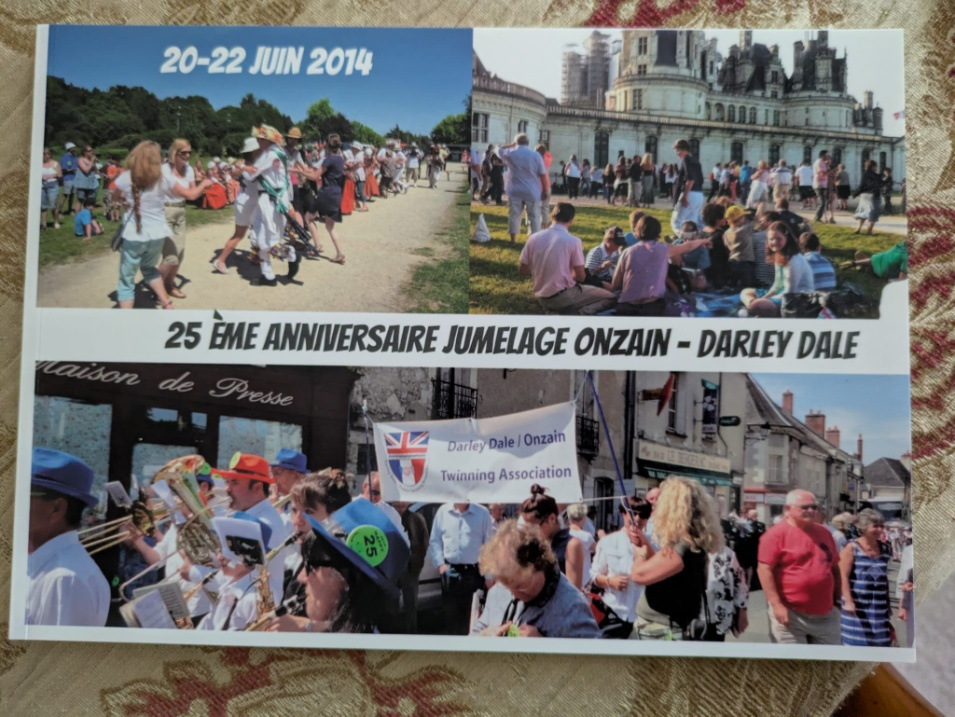 20-22 JUIN 2014
25 ÈME ANNIVERSAIRE JUMELAGE ONZAIN - DARLEY DALE
Maison de Presse
Darley Dale / Onzain
Twinning Association
25